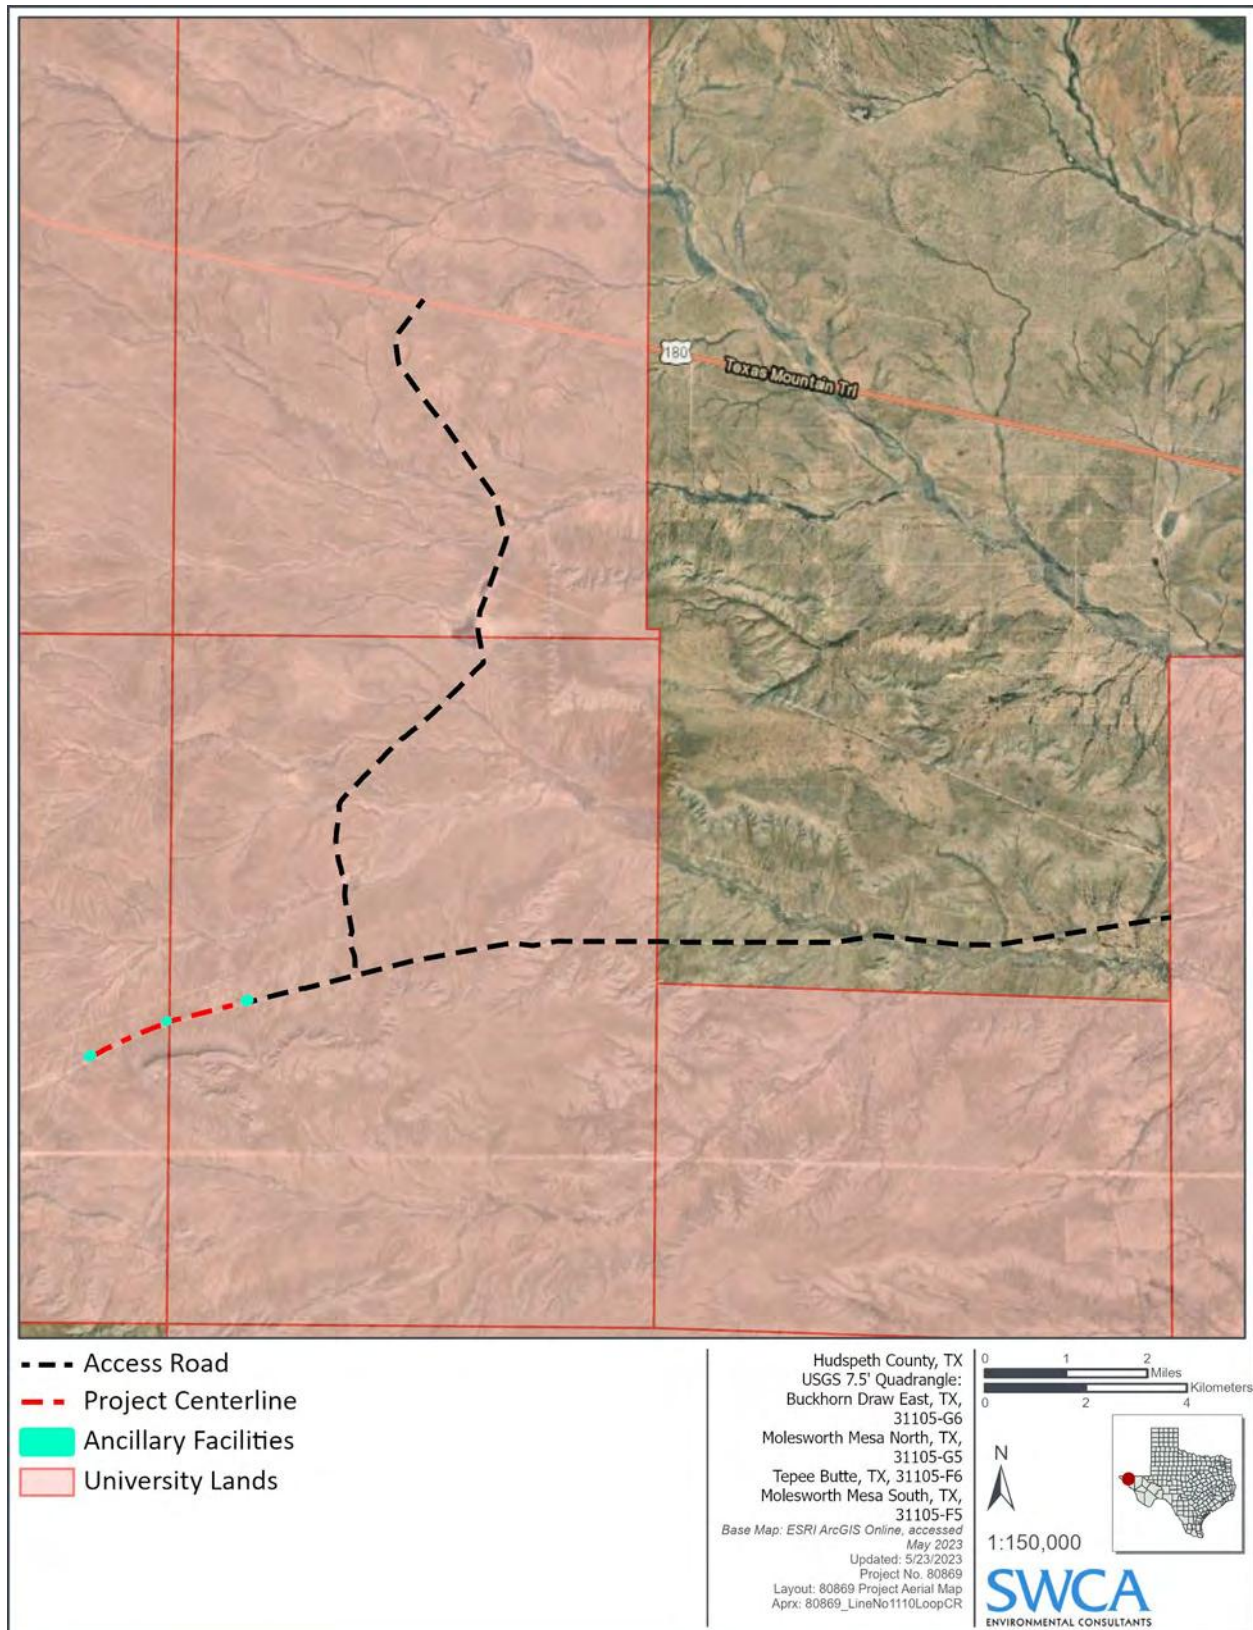 180
Texas Mountain Trl
Access Road
Project Centerline
Ancillary Facilities
University Lands
Hudspeth County, TX
USGS 7.5' Quadrangle:
Buckhorn Draw East, TX,
31105-G6
Molesworth Mesa North, TX,
31105-G5
Tepee Butte, TX, 31105-F6
Molesworth Mesa South, TX,
31105-F5
Base Map: ESRI ArcGIS Online, accessed
May 2023
Updated: 5/23/2023
Project No. 80869
Layout: 80869 Project Aerial Map
Aprx: 80869_LineNo1110LoopCR
0 1 2
Miles
Kilometers
0 2 4
N
1:150,000
SWCA
ENVIRONMENTAL CONSULTANTS